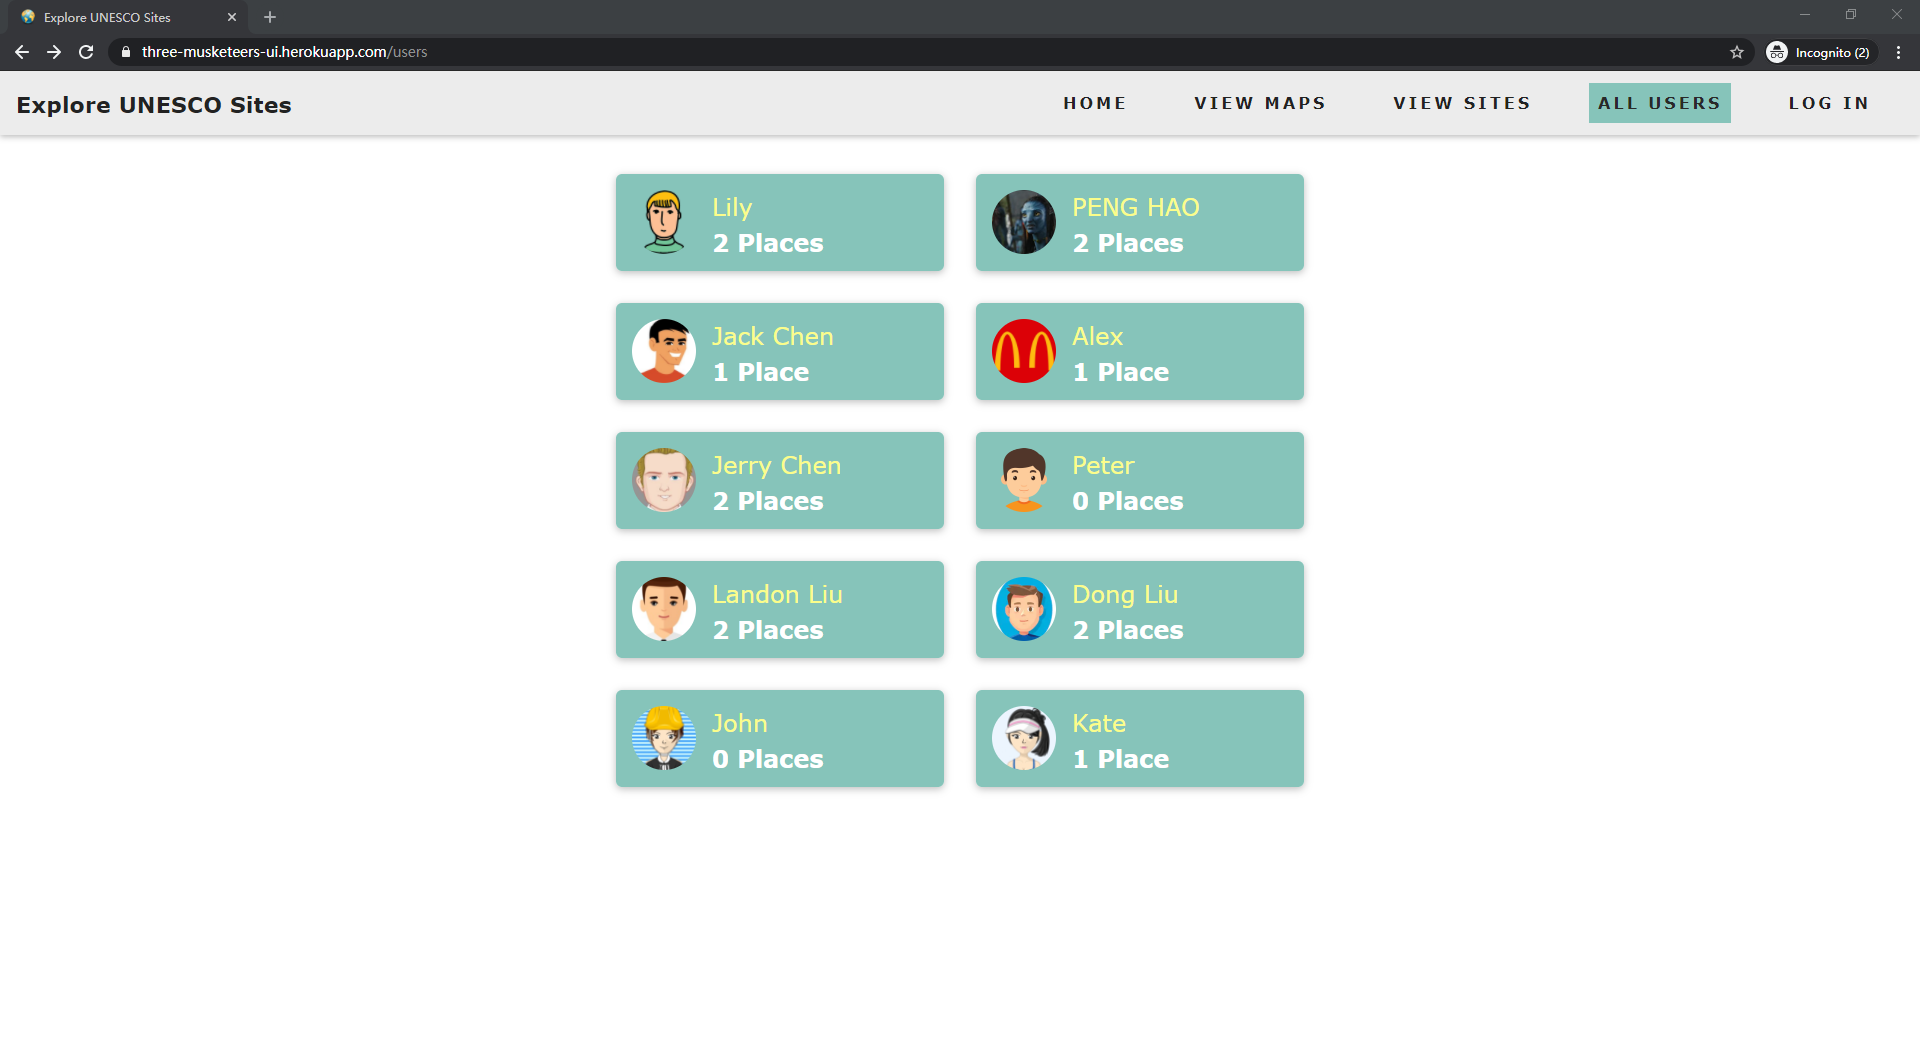 Explore UNESCO Sites
three-musketeers-ui.herokuapp.com/users
Incognito (2)
Explore UNESCO Sites
HOME
VIEW MAPS
VIEW SITES
ALL USERS
LOG IN
Lily
2 Places
PENG HAO
2 Places
Jack Chen
1 Place
Alex
1 Place
Jerry Chen
2 Places
Peter
0 Places
Landon Liu
2 Places
Dong Liu
2 Places
John
0 Places
Kate
1 Place